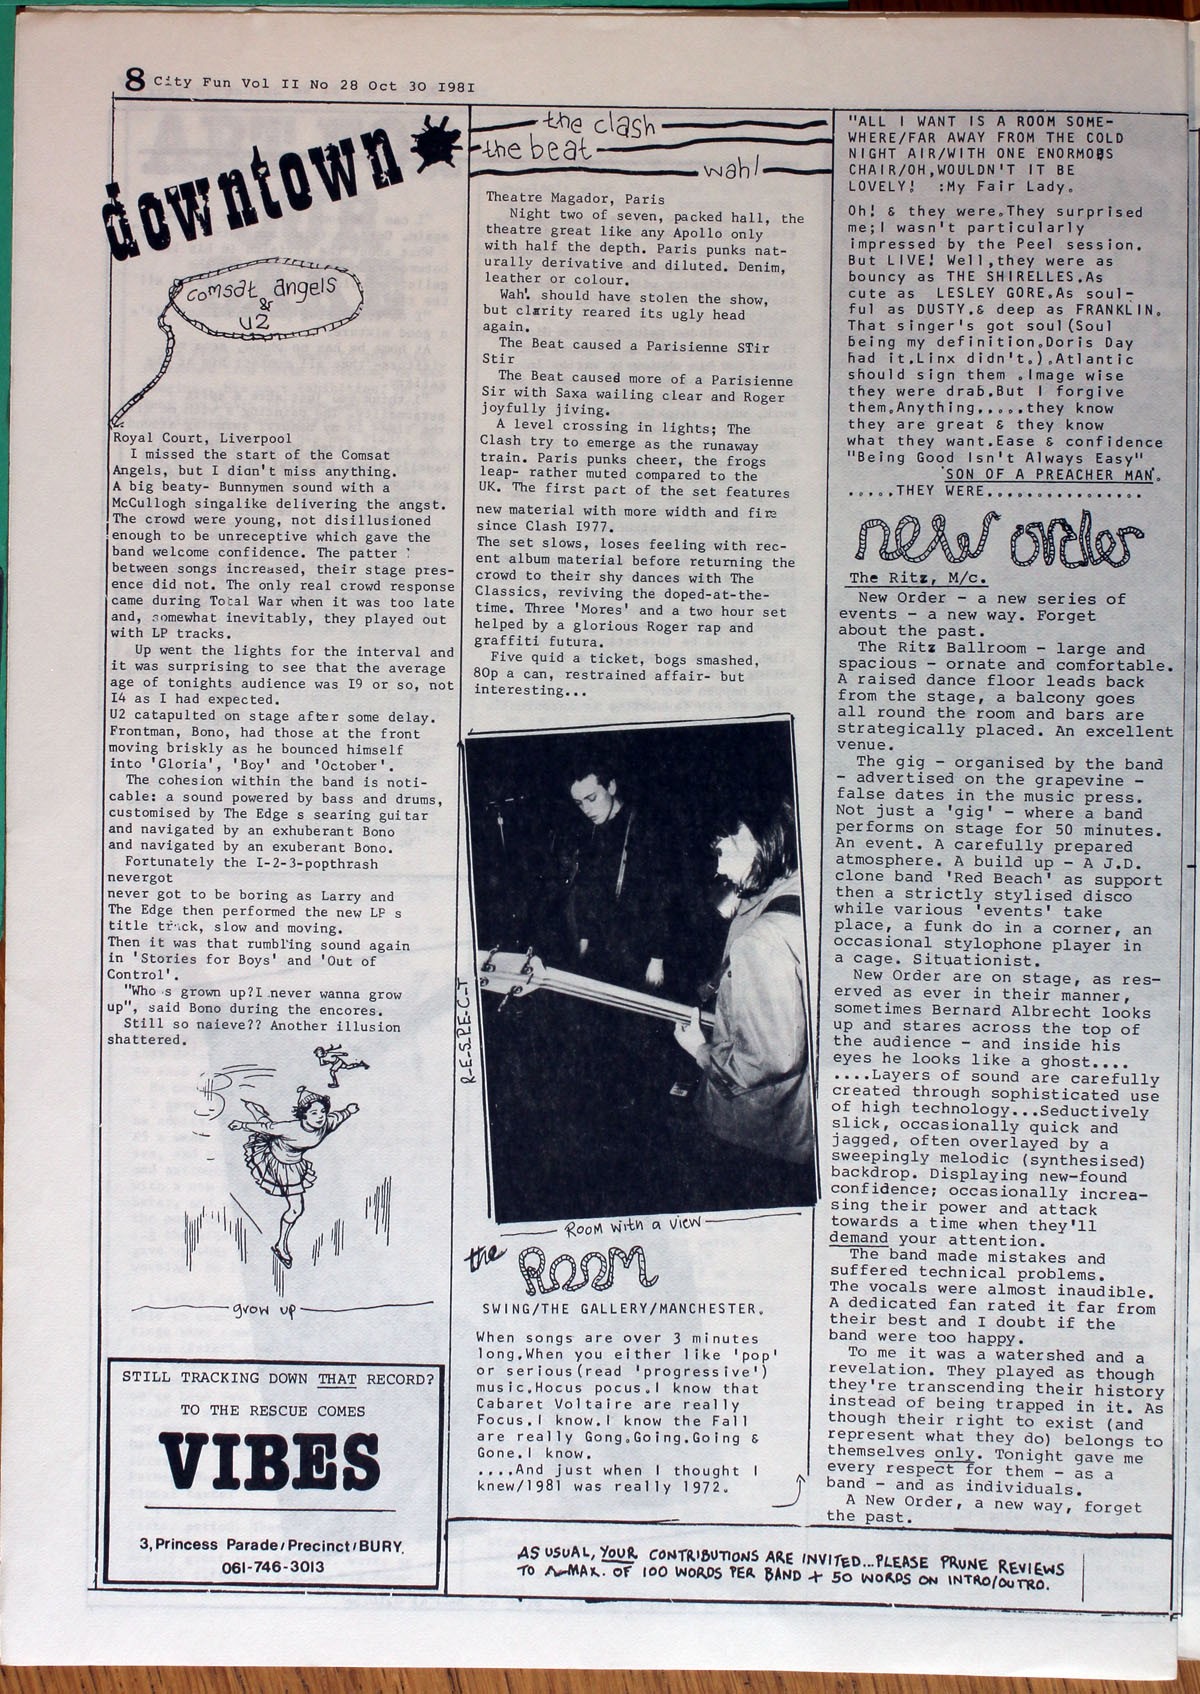 8 City Fun Vol II No 28 Oct 30 I98I
downtown
comsat angels
&
U2
Royal Court, Liverpool
I missed the start of the Comsat
Angels, but I dian't miss anything.
A big beaty- Bunnymen sound with a
McCullogh singalike delivering the angst.
The crowd were young, not disillusioned
enough to be unreceptive which gave the
band welcome confidence. The patter
between songs increased, their stage pres-
ence did not. The only real crowd response
came during Total War when it was too late
and, somewhat inevitably, they played out
with LP tracks.
Up went the lights for the interval and
it was surprising to see that the average
age of tonights audience was I9 or so, not
I4 as I had expected.
U2 catapulted on stage after some delay.
Frontman, Bono, had those at the front
moving briskly as he bounced himself
into 'Gloria', 'Boy' and 'October'.
The cohesion within the band is noti-
cable: a sound powered by bass and drums,
customised by The Edge s searing guitar
and navigated by an exhuberant Bono
and navigated by an exuberant Bono.
Fortunately the I-2-3-popthrash
nevergot
never got to be boring as Larry and
The Edge then performed the new LP s
title track, slow and moving.
Then it was that rumbling sound again
in 'Stories for Boys' and 'Out of
Control'.
"Who s grown up?I never wanna grow
up", said Bono during the encores.
Still so naieve?? Another illusion
shattered.
grow up
STILL TRACKING DOWN THAT RECORD?
TO THE RESCUE COMES
VIBES
3, Princess Parade/Precinct/BURY.
061-746-3013
the clash
the beat
wah!
Theatre Magador, Paris
Night two of seven, packed hall, the
theatre great like any Apollo only
with half the depth. Paris punks nat-
urally derivative and diluted. Denim,
leather or colour.
Wah!. should have stolen the show,
but clarity reared its ugly head
again.
The Beat caused a Parisienne STir
Stir
The Beat caused more of a Parisienne
Sir with Saxa wailing clear and Roger
joyfully jiving.
A level crossing in lights; The
Clash try to emerge as the runaway
train. Paris punks cheer, the frogs
leap- rather muted compared to the
UK. The first part of the set features
new material with more width and fire
since Clash I977.
The set slows, loses feeling with rec-
ent album material before returning the
crowd to their shy dances with The
Classics, reviving the doped-at-the-
time. Three 'Mores' and a two hour set
helped by a glorious Roger rap and
graffiti futura.
Five quid a ticket, bogs smashed,
80p a can, restrained affair- but
interesting...
R-E-S-P-E-C-T
Room with a view
the ROOM
SWING/THE GALLERY/MANCHESTER.
When songs are over 3 minutes
long.When you either like 'pop'
or serious(read 'progressive')
music.Hocus pocus.I know that
Cabaret Voltaire are really
Focus.I know.I know the Fall
are really Gong.Going.Going &
Gone.I know.
....And just when I thought I
knew/1981 was really 1972.
"ALL I WANT IS A ROOM SOME-
WHERE/FAR AWAY FROM THE COLD
NIGHT AIR/WITH ONE ENORMOUS
CHAIR/OH,WOULDN'T IT BE
LOVELY! :My Fair Lady.
Oh! & they were.They surprised
me;I wasn't particularly
impressed by the Peel session.
But LIVE! Well,they were as
bouncy as THE SHIRELLES.As
cute as LESLEY GORE.As soul-
ful as DUSTY.& deep as FRANKLIN.
That singer's got soul(Soul
being my definition.Doris Day
had it.Linx didn't.).Atlantic
should sign them .Image wise
they were drab.But I forgive
them.Anything.....they know
they are great & they know
what they want.Ease & confidence
"Being Good Isn't Always Easy"
'SON OF A PREACHER MAN'.
.....THEY WERE................
new order
The Ritz, M/c.
New Order - a new series of
events - a new way. Forget
about the past.
The Ritz Ballroom - large and
spacious - ornate and comfortable.
A raised dance floor leads back
from the stage, a balcony goes
all round the room and bars are
strategically placed. An excellent
venue.
The gig - organised by the band
- advertised on the grapevine -
false dates in the music press.
Not just a 'gig' - where a band
performs on stage for 50 minutes.
An event. A carefully prepared
atmosphere. A build up - A J.D.
clone band 'Red Beach' as support
then a strictly stylised disco
while various 'events' take
place, a funk do in a corner, an
occasional stylophone player in
a cage. Situationist.
New Order are on stage, as res-
erved as ever in their manner,
sometimes Bernard Albrecht looks
up and stares across the top of
the audience - and inside his
eyes he looks like a ghost....
....Layers of sound are carefully
created through sophisticated use
of high technology...Seductively
slick, occasionally quick and
jagged, often overlayed by a
sweepingly melodic (synthesised)
backdrop. Displaying new-found
confidence; occasionally increa-
sing their power and attack
towards a time when they'll
demand your attention.
The band made mistakes and
suffered technical problems.
The vocals were almost inaudible.
A dedicated fan rated it far from
their best and I doubt if the
band were too happy.
To me it was a watershed and a
revelation. They played as though
they're transcending their history
instead of being trapped in it. As
though their right to exist (and
represent what they do) belongs to
themselves only. Tonight gave me
every respect for them - as a
band - and as individuals.
A New Order, a new way, forget
the past.
AS USUAL, YOUR CONTRIBUTIONS ARE INVITED...PLEASE PRUNE REVIEWS
TO A MAX. OF 100 WORDS PER BAND + 50 WORDS ON INTRO/OUTRO.